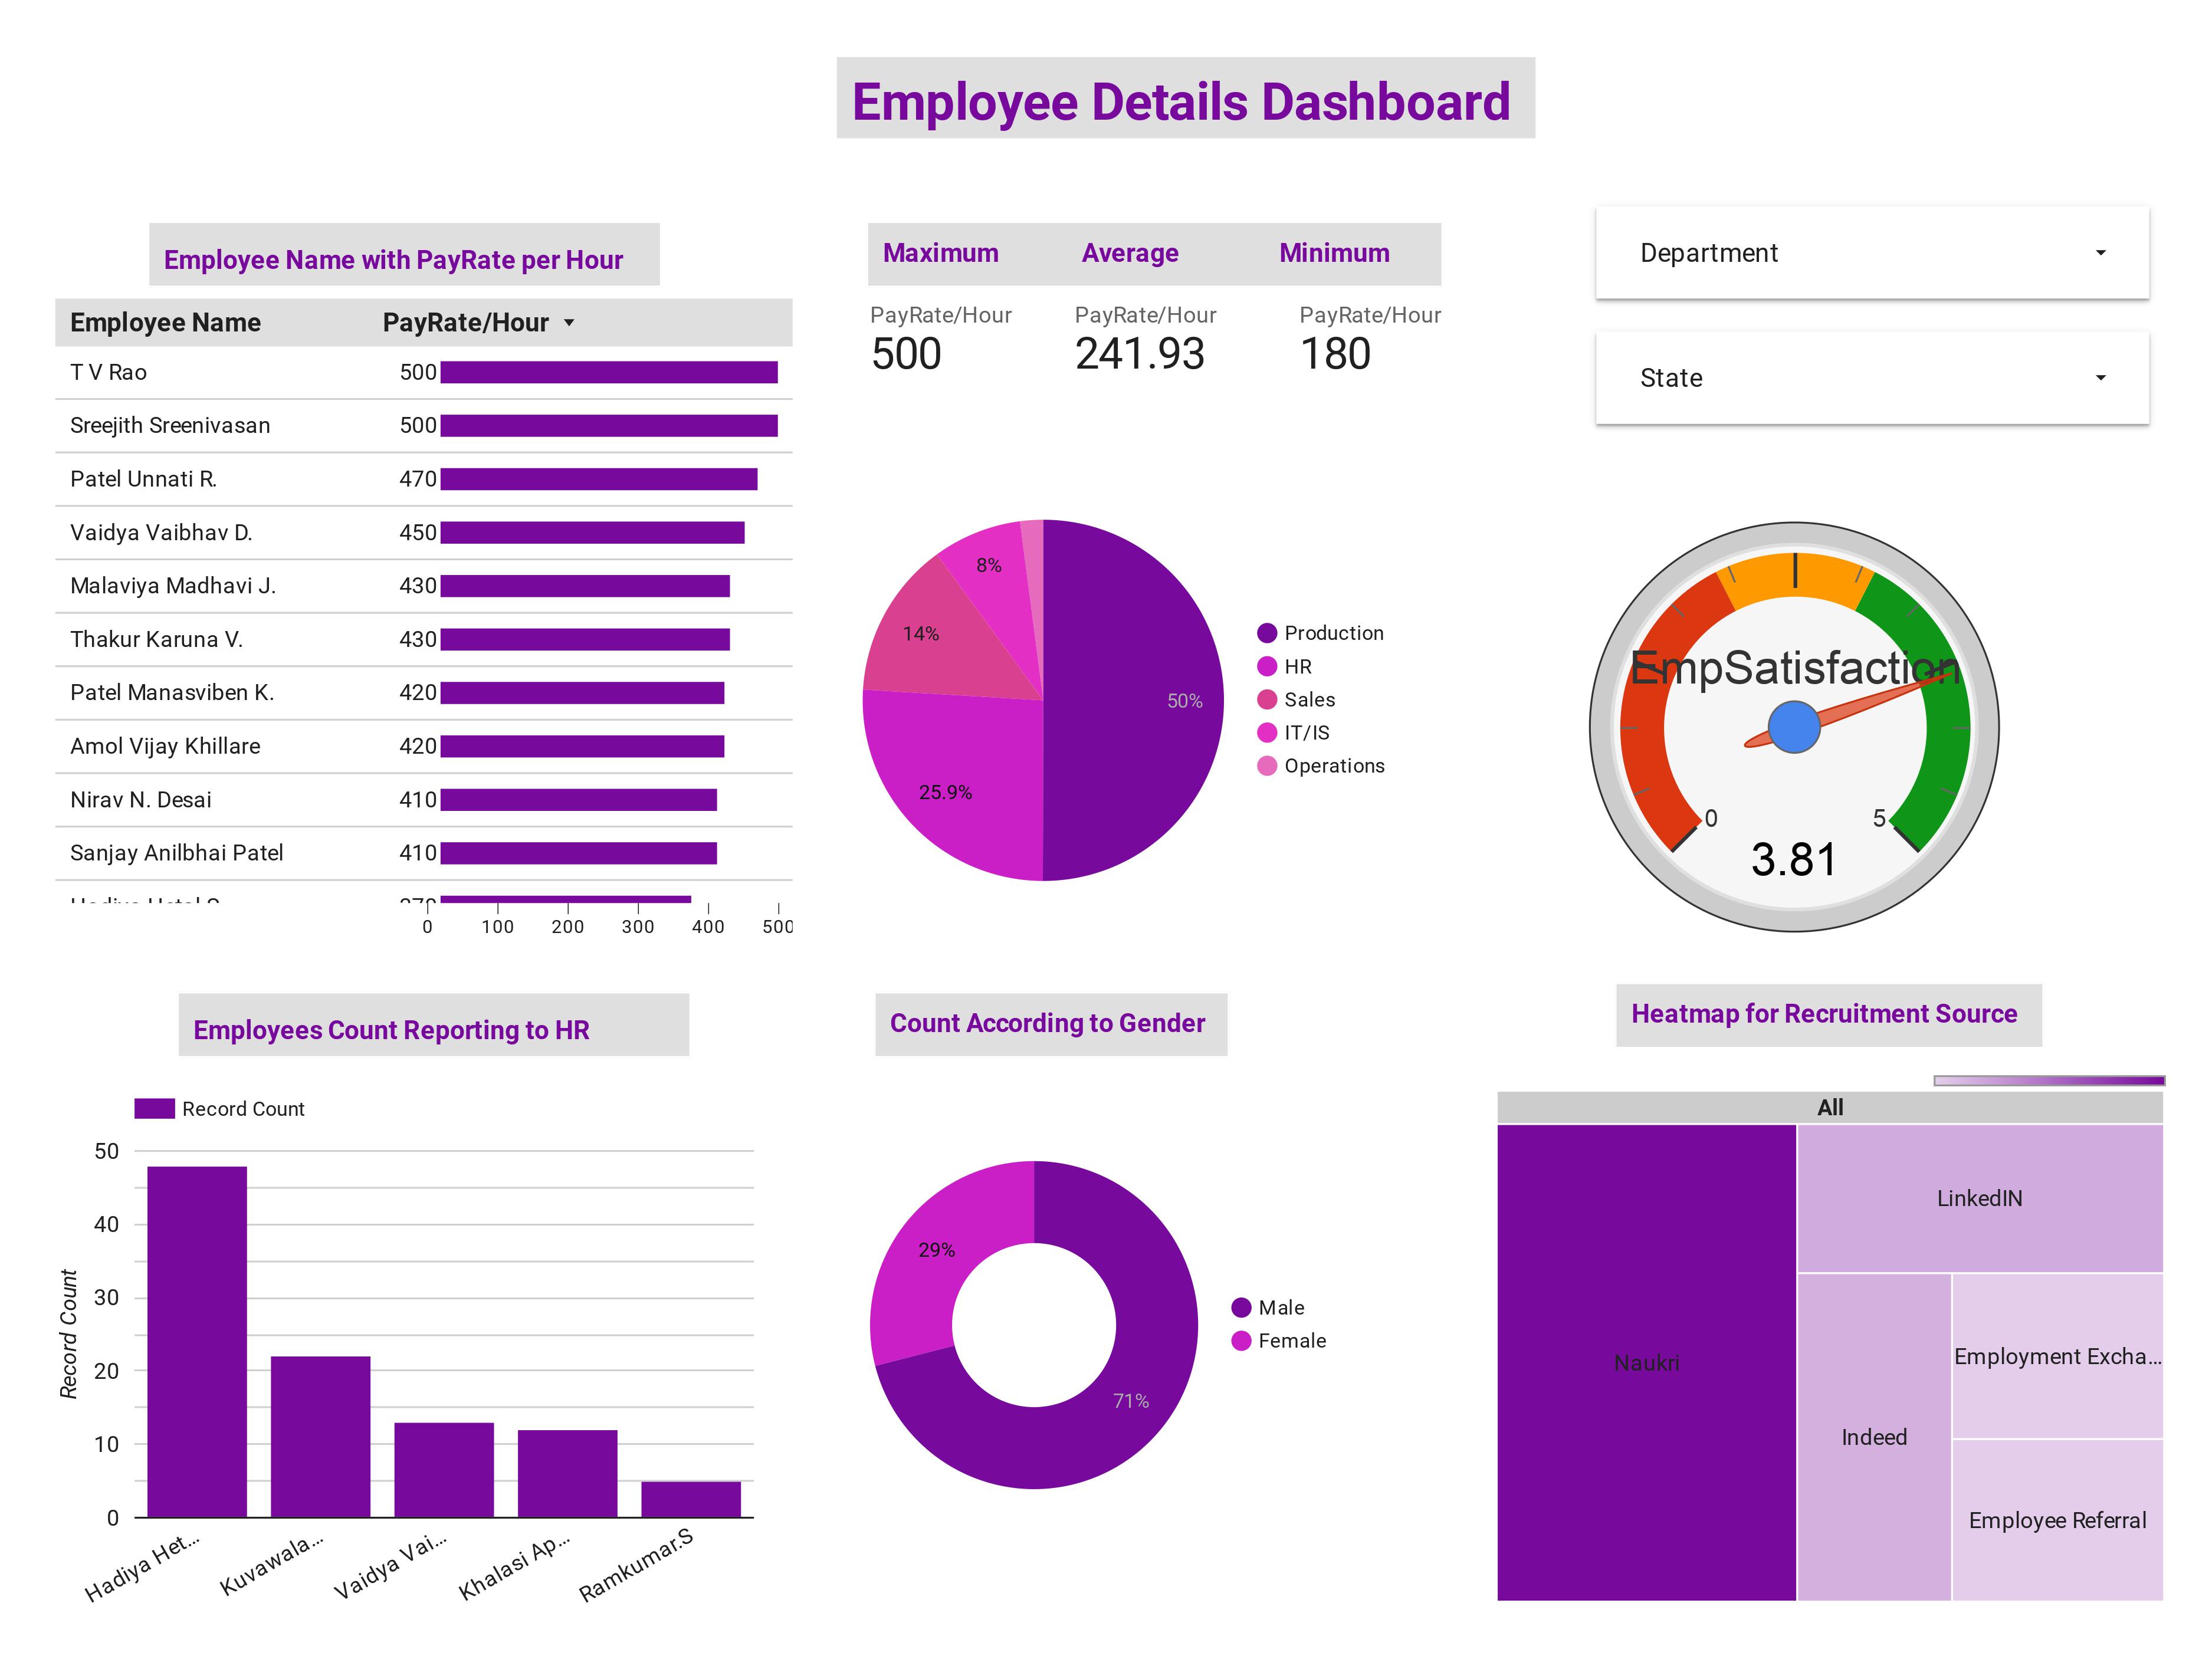 Employee Details Dashboard
Employee Name with PayRate per Hour
Employee Name PayRate/Hour
T V Rao 500
Sreejith Sreenivasan 500
Patel Unnati R. 470
Vaidya Vaibhav D. 450
Malaviya Madhavi J. 430
Thakur Karuna V. 430
Patel Manasviben K. 420
Amol Vijay Khillare 420
Nirav N. Desai 410
Sanjay Anilbhai Patel 410
0 100 200 300 400 500
Maximum Average Minimum
PayRate/Hour PayRate/Hour PayRate/Hour
500 241.93 180
Department
State
8%
14%
50%
25.9%
Production
HR
Sales
IT/IS
Operations
EmpSatisfaction
0 5
3.81
Employees Count Reporting to HR
Record Count
50
40
30
20
10
0
Record Count
Hadiya Het... Kuvawala... Vaidya Vai... Khalasi Ap... Ramkumar.S
Count According to Gender
29%
71%
Male
Female
Heatmap for Recruitment Source
All
Naukri
LinkedIN
Indeed
Employment Excha...
Employee Referral